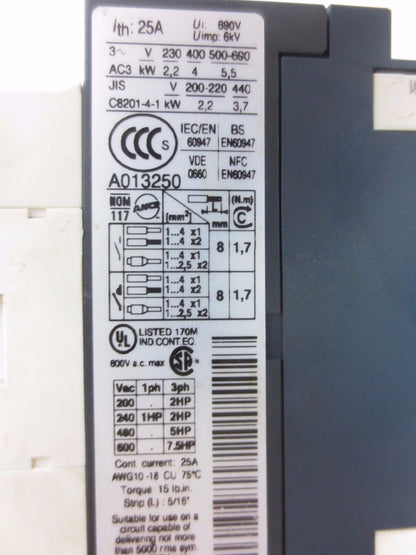 Ith: 25A Ui: 690V
Uimp: 6kV
3~ V 230 400 500-690
AC3 kW 2,2 4 5,5
JIS V 200-220 440
C8201-4-1 kW 2,2 3,7
CCC S IEC/EN 60947 BS EN60947
VDE 0660 NFC EN60947
A013250
NOM 117 ANCE [mm²] L mm (N.m) C
1...4 x1
1...4 x2
1...4 x1
1...2,5 x2
8 1,7
1...4 x1
1...4 x2
1...4 x1
1...2,5 x2
8 1,7
UL LISTED 170M
IND.CONT.EQ.
600V a.c. max SA
Vac 1ph 3ph
200 . 2HP
240 1HP 2HP
480 . 5HP
600 . 7.5HP
Cont. current: 25A
AWG10-18 CU 75°C
Torque: 15 lb.in.
Strip (L) : 5/16"
Suitable for use on a
circuit capable of
delivering not more
than 5000 rms sym.